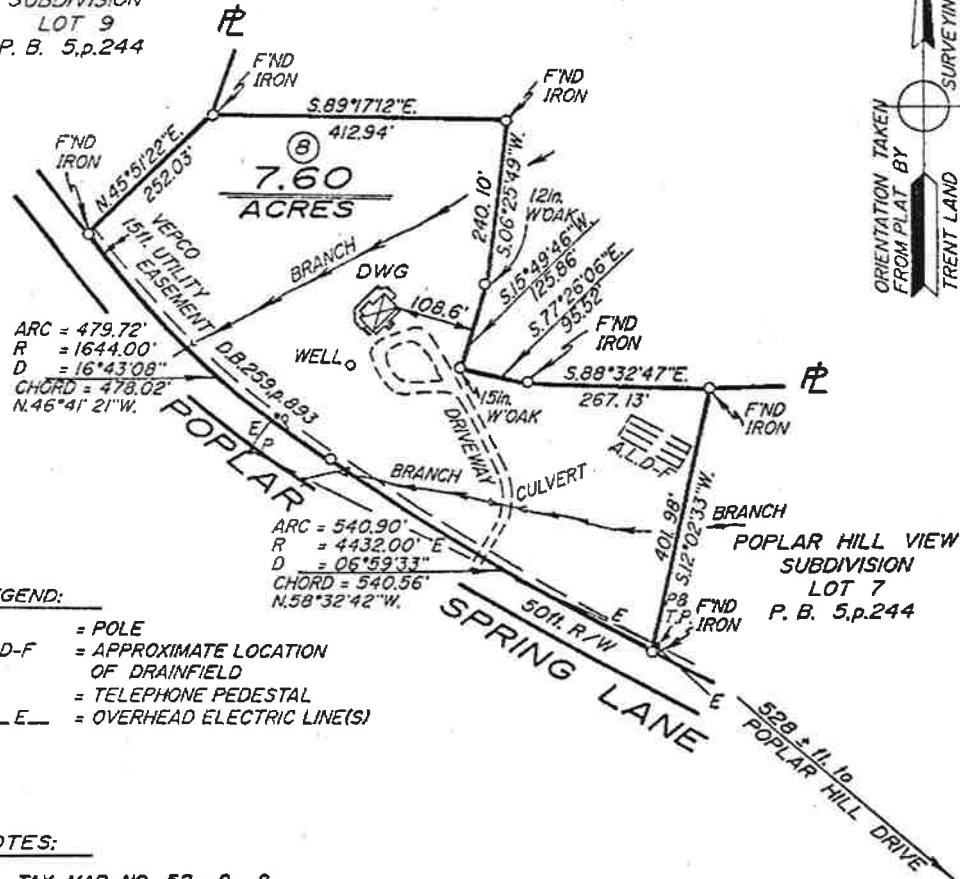 SUBDIVISION
LOT 9
P. B. 5,p.244
F'ND
IRON
F'ND
IRON
F'ND
IRON
N.45°51'22"E.
252.03'
S.89°17'12"E.
412.94'
8
7.60
ACRES
240.10'
S.06°25'49"W.
12in.
W'OAK
S.15°49'46"W.
125.86'
S.77°26'06"E.
95.52'
F'ND
IRON
ORIENTATION TAKEN
FROM PLAT BY
TRENT LAND
SURVEYIN
VEPCO
15ft. UTILITY
EASEMENT
D.B.259,p.893
BRANCH
DWG
108.6'
WELL
15in.
W'OAK
S.88°32'47"E.
267.13'
F'ND
IRON
ARC = 479.72'
R = 1644.00'
D = 16°43'08"
CHORD = 478.02'
N.46°41'21"W.
DRIVEWAY
A.L.D-F
401.98'
S.12°02'33"W.
E
P
BRANCH
CULVERT
BRANCH
POPLAR HILL VIEW
SUBDIVISION
LOT 7
P. B. 5,p.244
ARC = 540.90'
R = 4432.00'
D = 06°59'33"
CHORD = 540.56'
N.58°32'42"W.
E
E
E
50ft. R/W
F'ND
IRON
POPLAR
SPRING LANE
528 ± ft. to
POPLAR HILL DRIVE
GEND:
= POLE
D-F = APPROXIMATE LOCATION
OF DRAINFIELD
= TELEPHONE PEDESTAL
_E_ = OVERHEAD ELECTRIC LINE(S)
OTES: